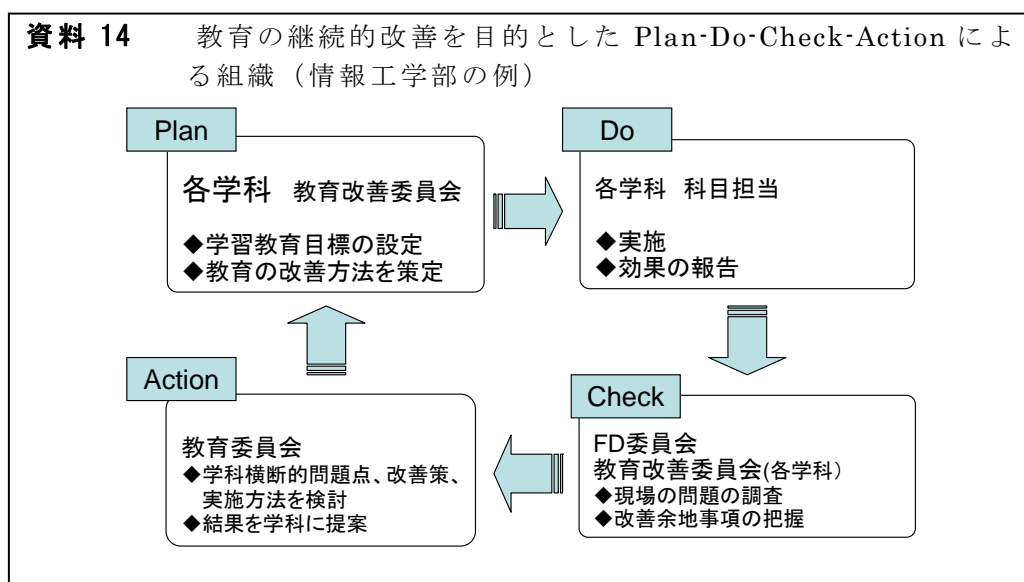 資料 14 教育の継続的改善を目的とした Plan-Do-Check-Action によ
る組織（情報工学部の例）
Plan
各学科 教育改善委員会
◆学習教育目標の設定
◆教育の改善方法を策定
Do
各学科 科目担当
◆実施
◆効果の報告
Action
教育委員会
◆学科横断的問題点、改善策、
実施方法を検討
◆結果を学科に提案
Check
FD委員会
教育改善委員会(各学科）
◆現場の問題の調査
◆改善余地事項の把握